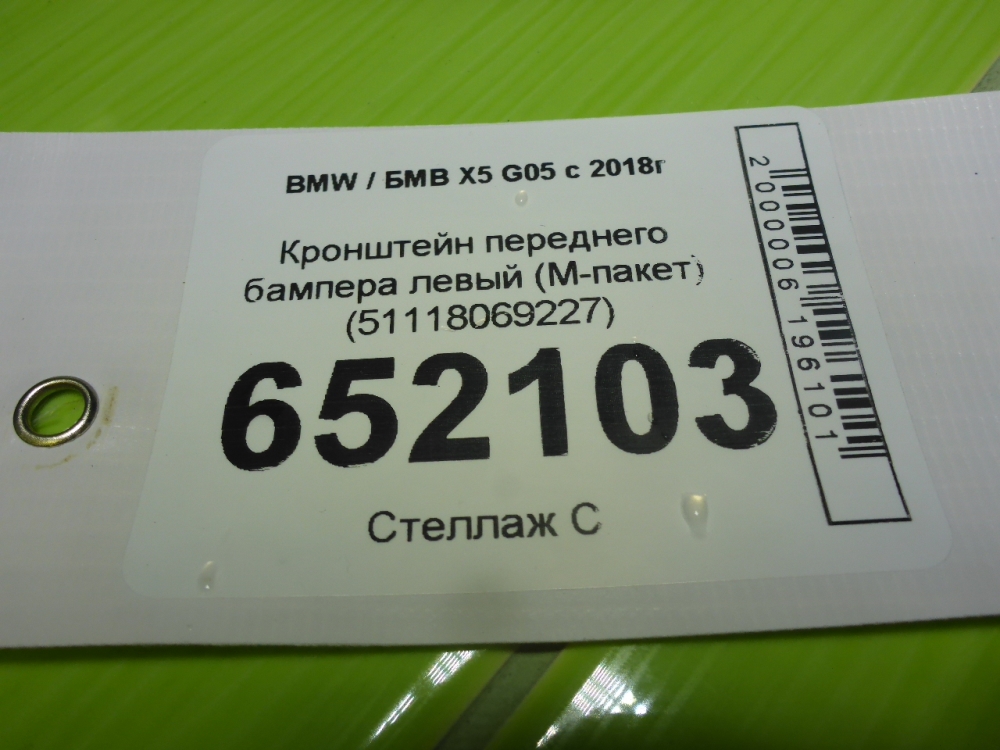 BMW / БМВ X5 G05 с 2018г
Кронштейн переднего
бампера левый (М-пакет)
(51118069227)
652103
Стеллаж С
2000006196101